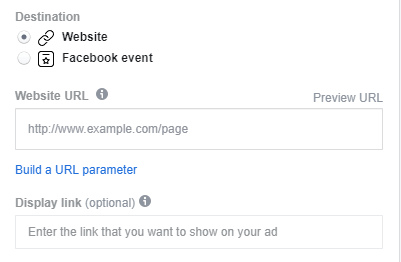 Destination
Website
Facebook event
Website URL
Preview URL
http://www.example.com/page
Build a URL parameter
Display link (optional)
Enter the link that you want to show on your ad